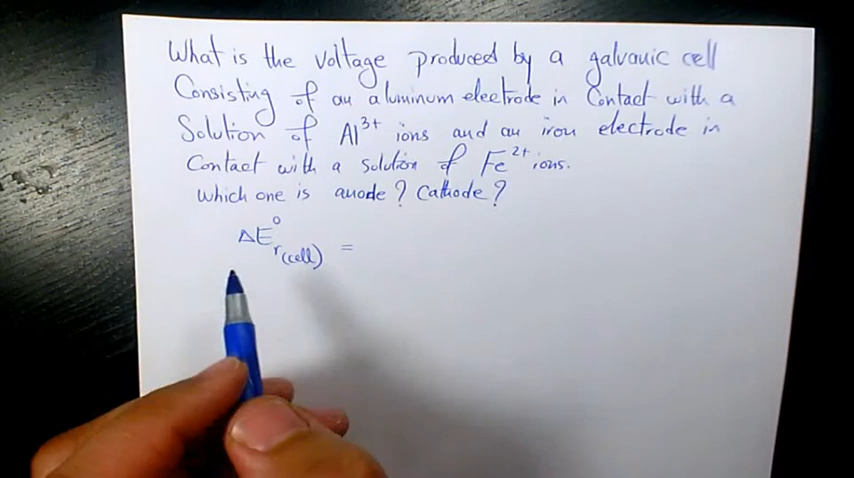 What is the voltage produced by a galvanic cell
Consisting of an aluminum electrode in Contact with a
Solution of Al³⁺ ions and an iron electrode in
Contact with a solution of Fe²⁺ ions.
Which one is anode? Cathode?
ΔE°r(cell) =